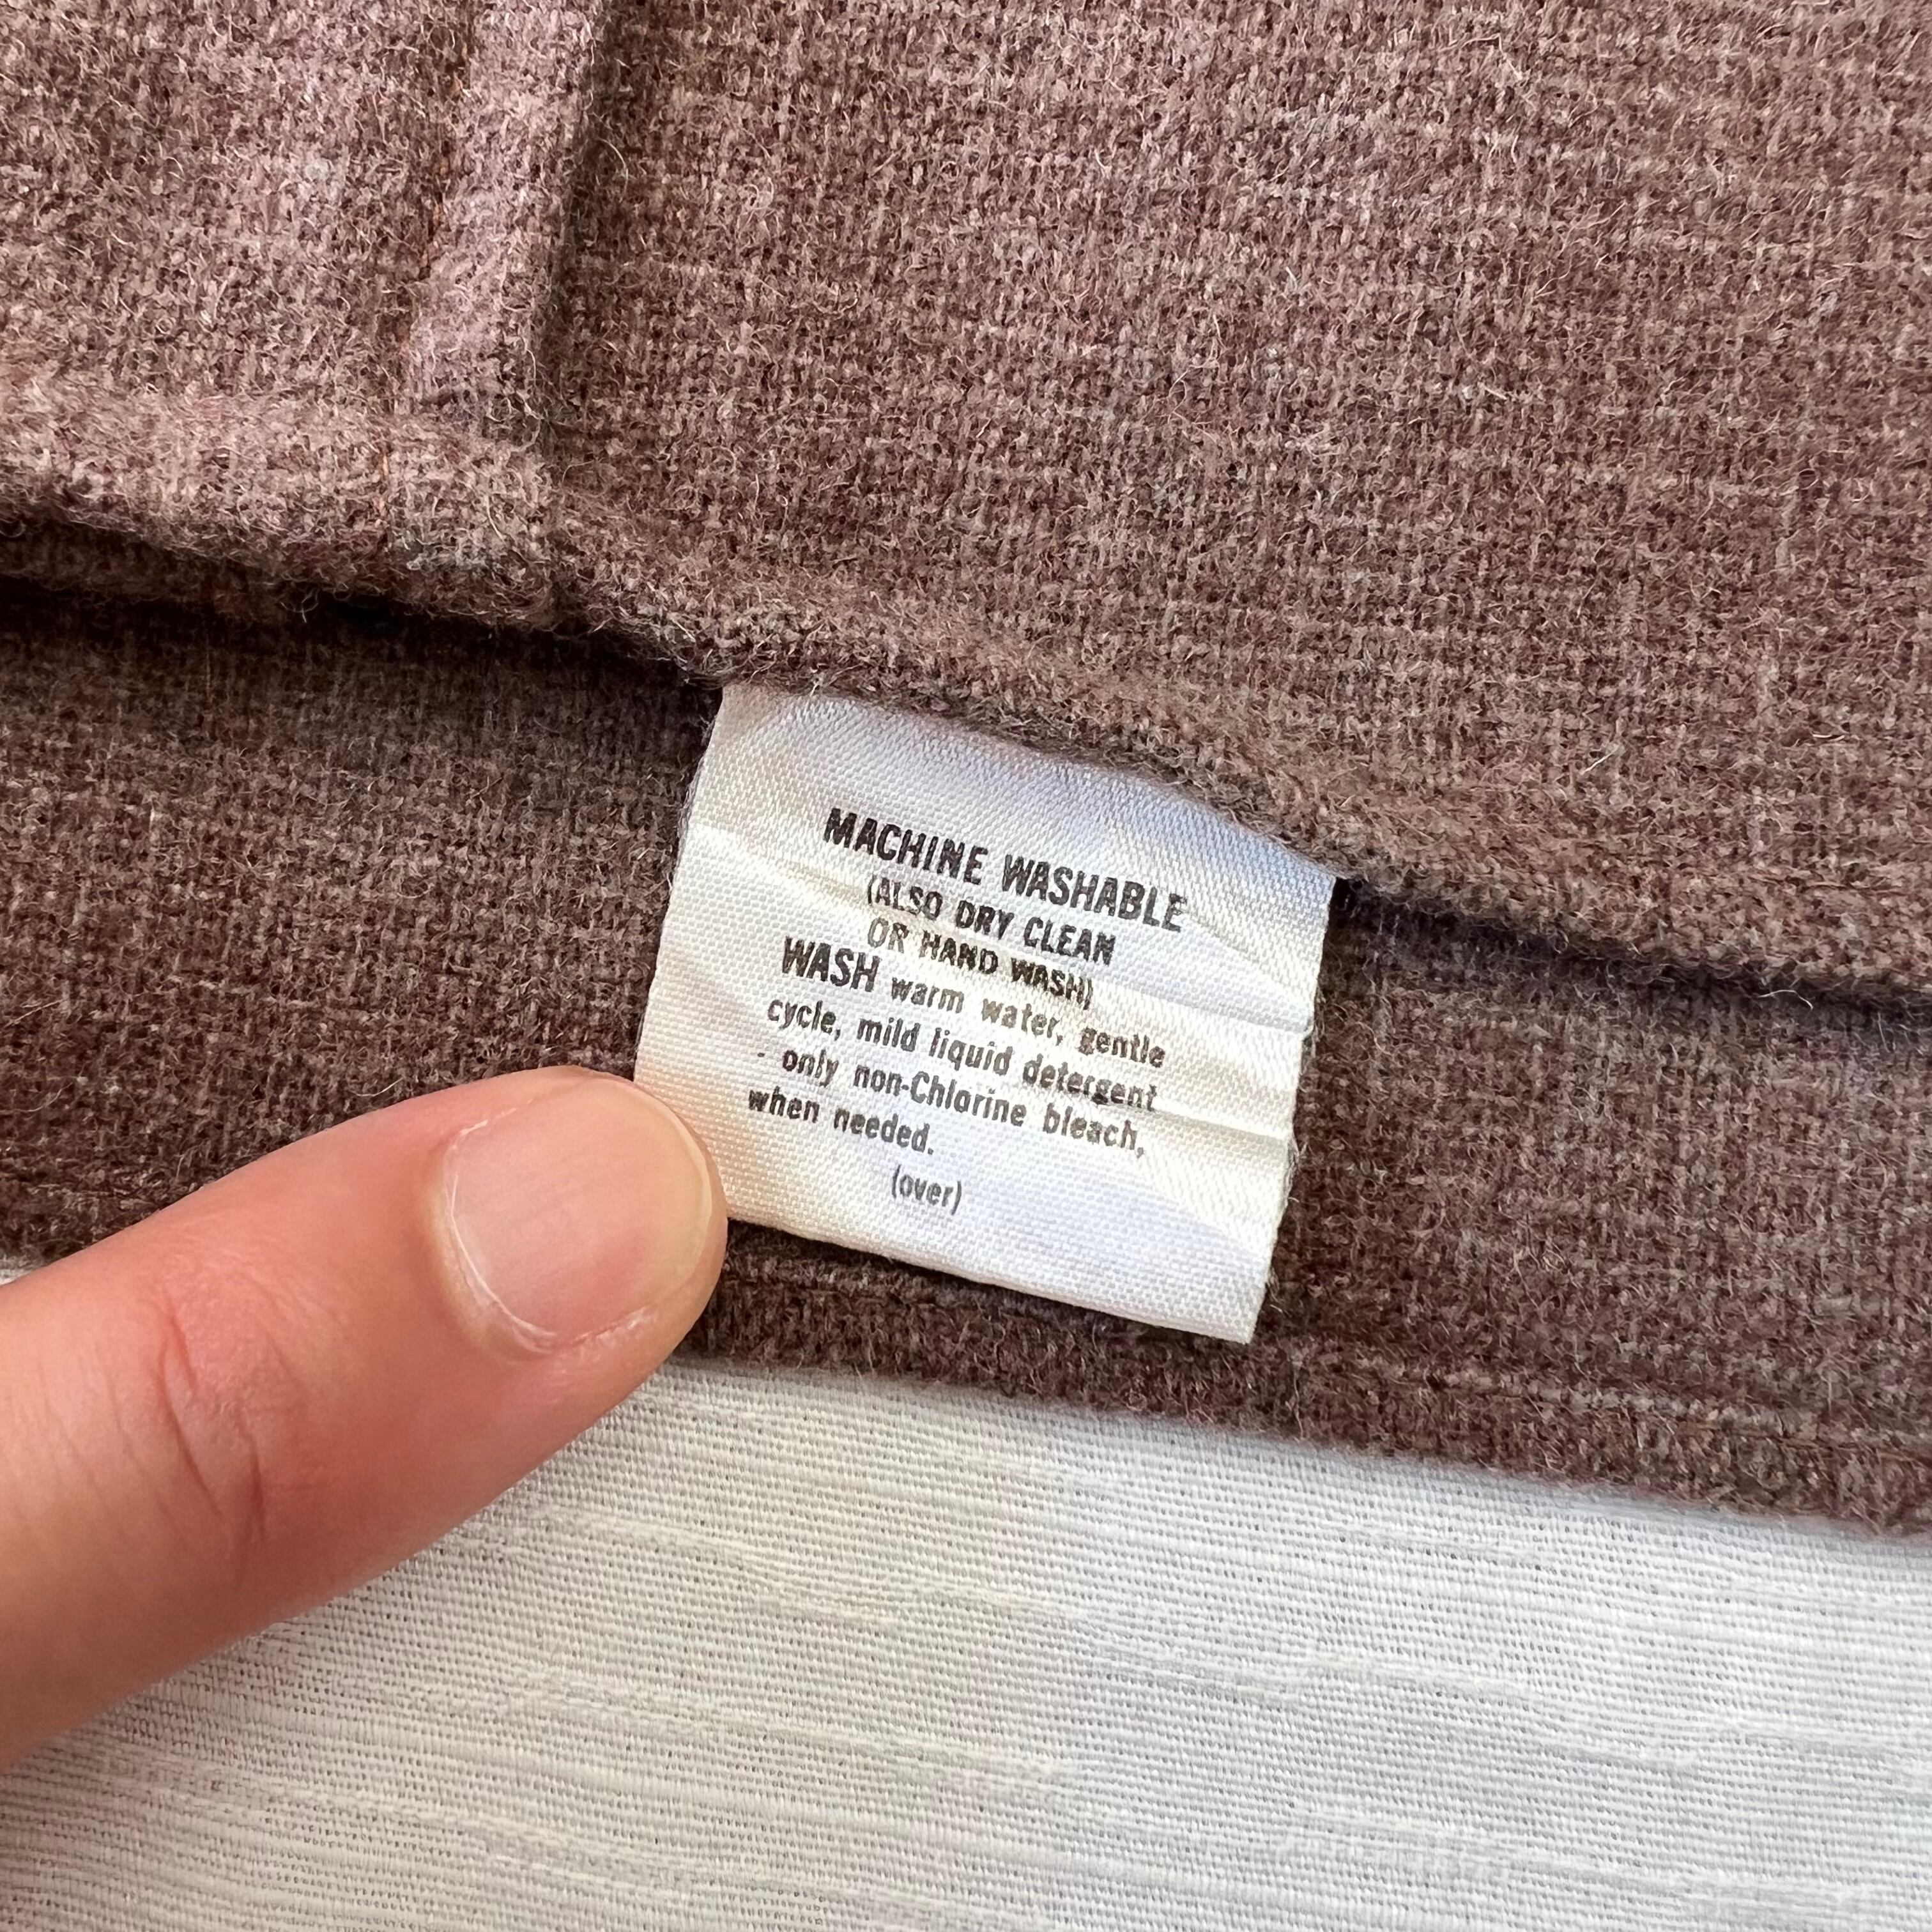 MACHINE WASHABLE
(ALSO DRY CLEAN
OR HAND WASH)
WASH warm water, gentle
cycle, mild liquid detergent
- only non-Chlorine bleach,
when needed.
(over)